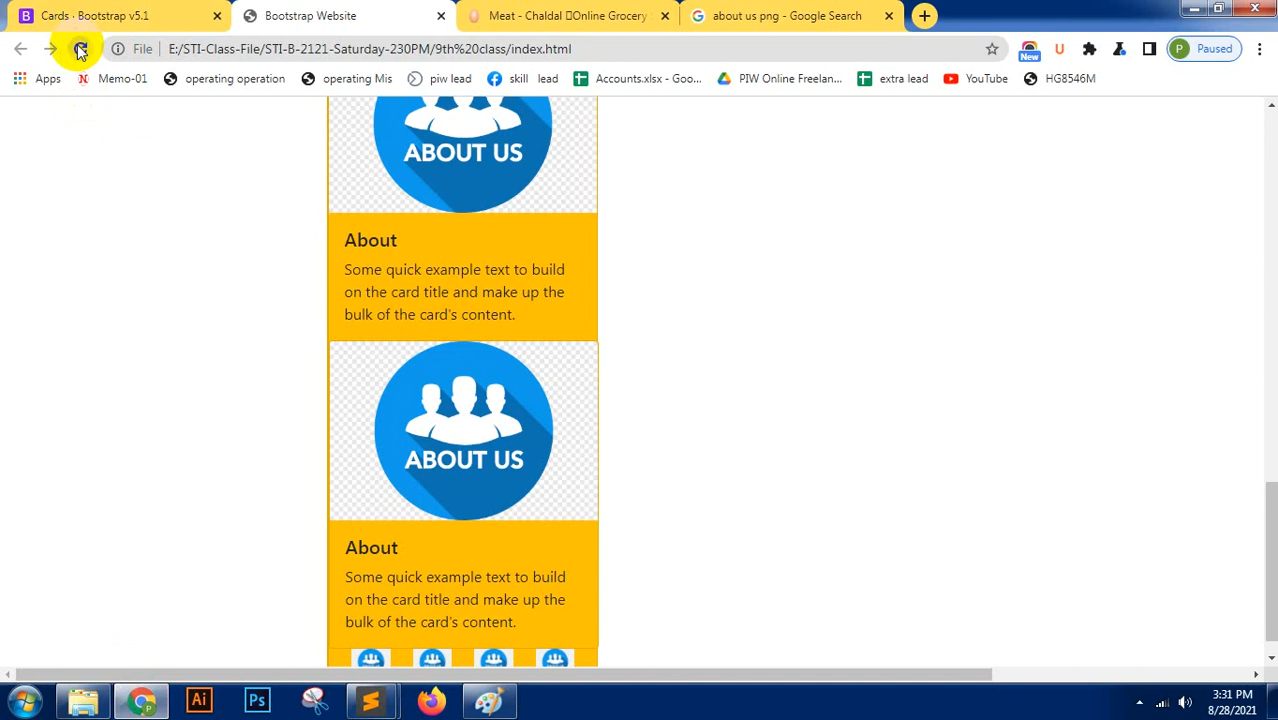 Cards · Bootstrap v5.1
Bootstrap Website
Meat - Chaldal Online Grocery
about us png - Google Search
File
E:/STI-Class-File/STI-B-2121-Saturday-230PM/9th%20class/index.html
New
P
Paused
Apps
Memo-01
operating operation
operating Mis
piw lead
skill lead
Accounts.xlsx - Goo...
PIW Online Freelan...
extra lead
YouTube
HG8546M
ABOUT US
About
Some quick example text to build
on the card title and make up the
bulk of the card's content.
ABOUT US
About
Some quick example text to build
on the card title and make up the
bulk of the card's content.
Ai
Ps
3:31 PM
8/28/2021